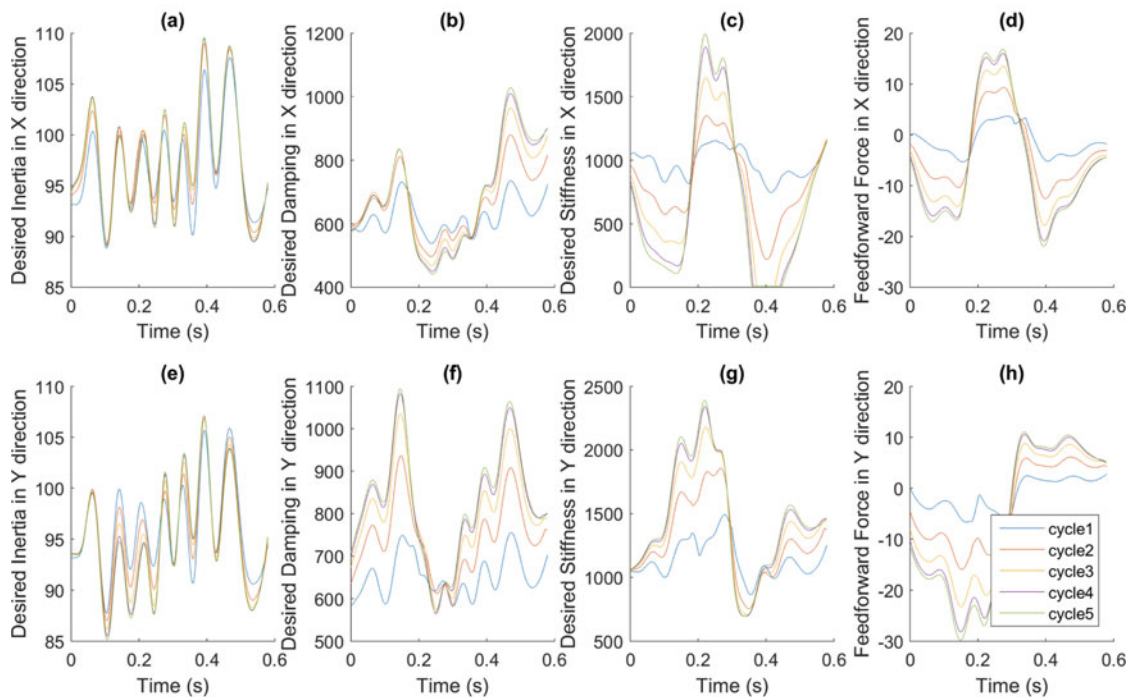 (a)
Desired Inertia in X direction
110
105
100
95
90
85
0 0.2 0.4 0.6
Time (s)
(b)
Desired Damping in X direction
1200
1000
800
600
400
0 0.2 0.4 0.6
Time (s)
(c)
Desired Stiffness in X direction
2000
1500
1000
500
0
0 0.2 0.4 0.6
Time (s)
(d)
Feedforward Force in X direction
20
10
0
-10
-20
-30
0 0.2 0.4 0.6
Time (s)
(e)
Desired Inertia in Y direction
110
105
100
95
90
85
0 0.2 0.4 0.6
Time (s)
(f)
Desired Damping in Y direction
1100
1000
900
800
700
600
500
0 0.2 0.4 0.6
Time (s)
(g)
Desired Stiffness in Y direction
2500
2000
1500
1000
500
0 0.2 0.4 0.6
Time (s)
(h)
Feedforward Force in Y direction
20
10
0
-10
-20
-30
0 0.2 0.4 0.6
Time (s)
cycle1
cycle2
cycle3
cycle4
cycle5